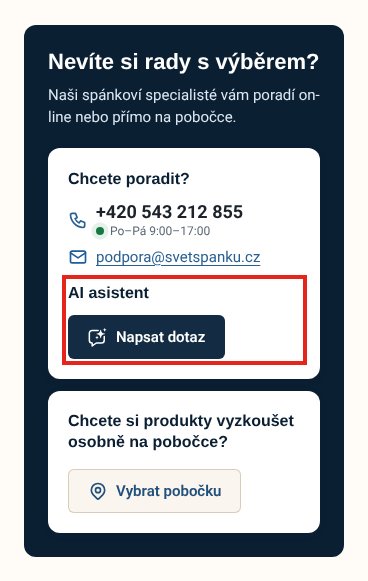 Nevíte si rady s výběrem?
Naši spánkoví specialisté vám poradí on-
line nebo přímo na pobočce.
Chcete poradit?
+420 543 212 855
Po–Pá 9:00–17:00
podpora@svetspanku.cz
AI asistent
Napsat dotaz
Chcete si produkty vyzkoušet
osobně na pobočce?
Vybrat pobočku